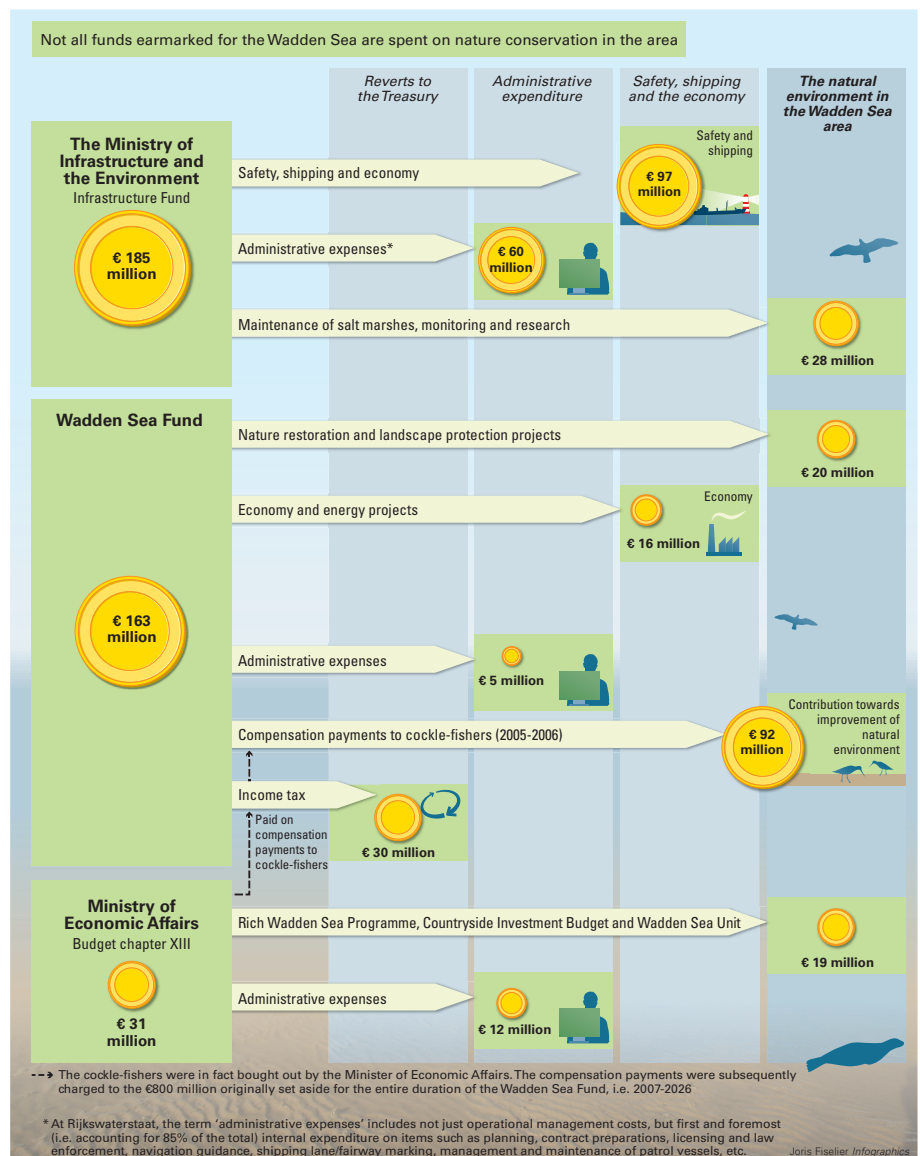 Not all funds earmarked for the Wadden Sea are spent on nature conservation in the area
Reverts to
the Treasury
Administrative
expenditure
Safety, shipping
and the economy
The natural
environment in
the Wadden Sea
area
The Ministry of
Infrastructure and
the Environment
Infrastructure Fund
€ 185
million
Safety, shipping and economy
Safety and
shipping
€ 97
million
Administrative expenses*
€ 60
million
Maintenance of salt marshes, monitoring and research
€ 28 million
Wadden Sea Fund
€ 163
million
Nature restoration and landscape protection projects
€ 20 million
Economy and energy projects
Economy
€ 16 million
Administrative expenses
€ 5 million
Compensation payments to cockle-fishers (2005-2006)
€ 92
million
Contribution towards
improvement of
natural
environment
Income tax
Paid on
compensation
payments to
cockle-fishers
€ 30 million
Ministry of
Economic Affairs
Budget chapter XIII
€ 31
million
Rich Wadden Sea Programme, Countryside Investment Budget and Wadden Sea Unit
€ 19 million
Administrative expenses
€ 12 million
The cockle-fishers were in fact bought out by the Minister of Economic Affairs. The compensation payments were subsequently
charged to the €800 million originally set aside for the entire duration of the Wadden Sea Fund, i.e. 2007-2026
* At Rijkswaterstaat, the term ‘administrative expenses’ includes not just operational management costs, but first and foremost
(i.e. accounting for 85% of the total) internal expenditure on items such as planning, contract preparations, licensing and law
enforcement, navigation guidance, shipping lane/fairway marking, management and maintenance of patrol vessels, etc.
Joris Fiselier Infographics